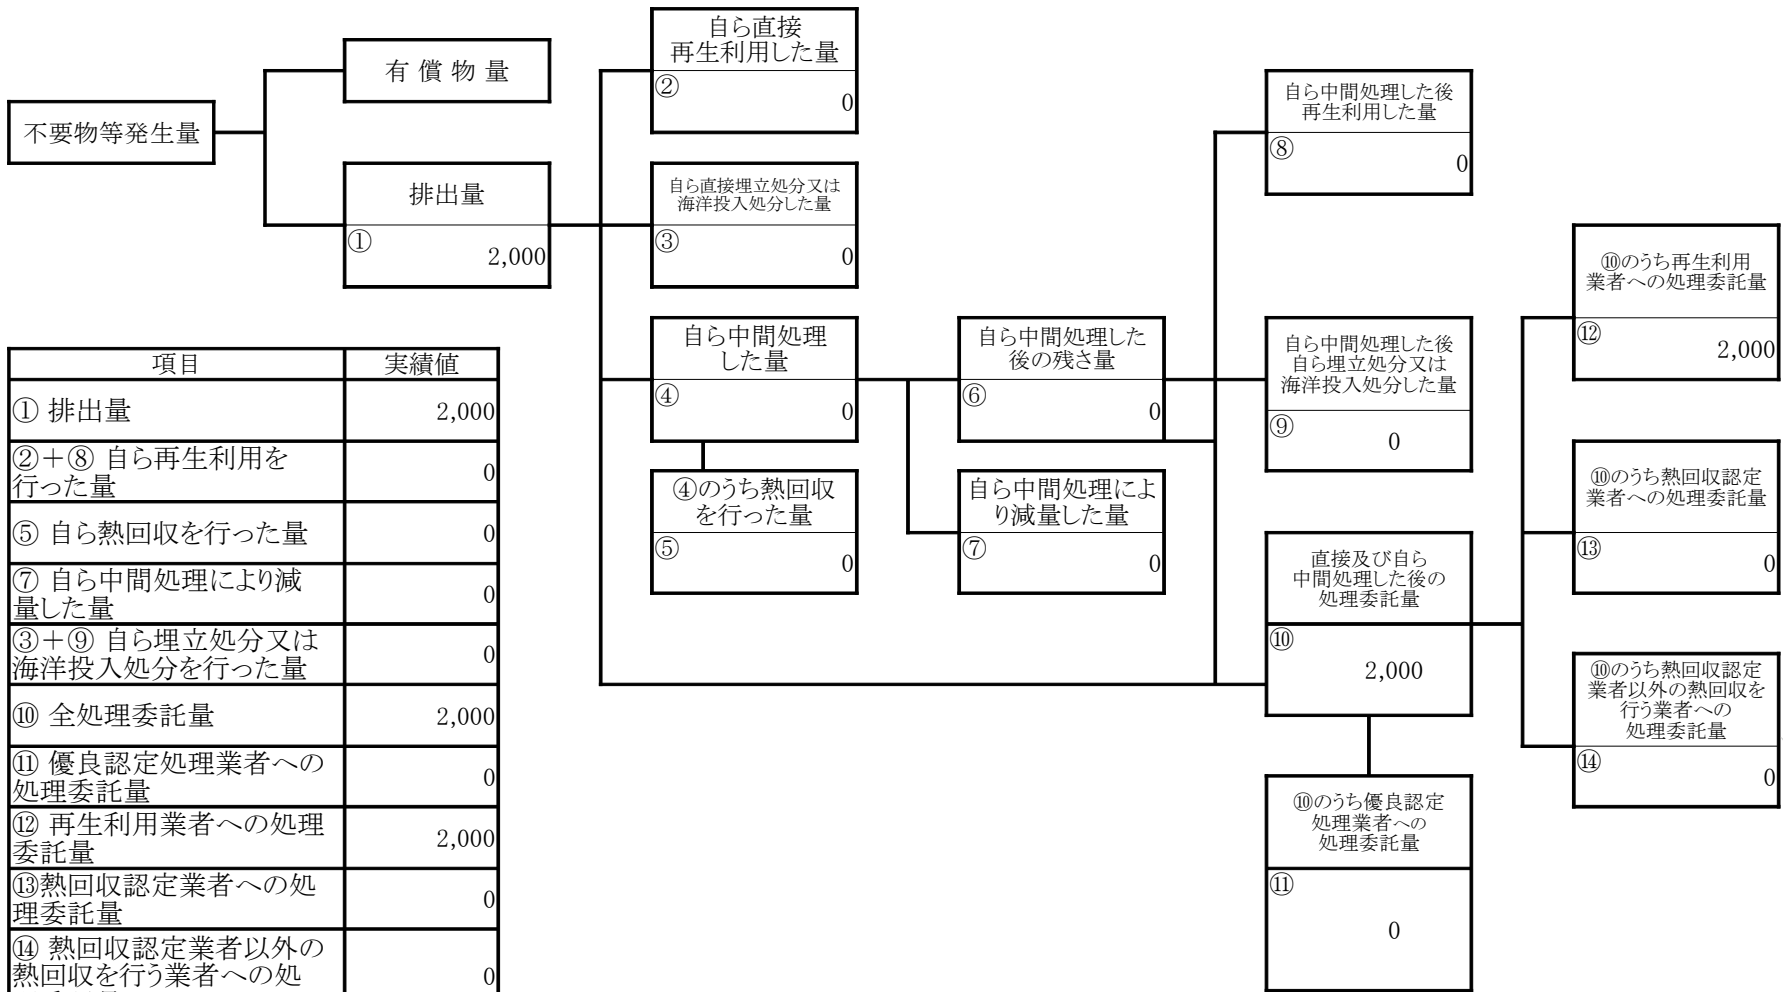 不要物等発生量
有 償 物 量
排出量
①
2,000
自ら直接
再生利用した量
②
0
自ら直接埋立処分又は
海洋投入処分した量
③
0
自ら中間処理
した量
④
0
④のうち熱回収
を行った量
⑤
0
自ら中間処理した
後の残さ量
⑥
0
自ら中間処理によ
り減量した量
⑦
0
自ら中間処理した後
再生利用した量
⑧
0
自ら中間処理した後
自ら埋立処分又は
海洋投入処分した量
⑨
0
直接及び自ら
中間処理した後の
処理委託量
⑩
2,000
⑩のうち優良認定
処理業者への
処理委託量
⑪
0
⑩のうち再生利用
業者への処理委託量
⑫
2,000
⑩のうち熱回収認定
業者への処理委託量
⑬
0
⑩のうち熱回収認定
業者以外の熱回収を
行う業者への
処理委託量
⑭
0
項目 実績値
① 排出量 2,000
②＋⑧ 自ら再生利用を
行った量 0
⑤ 自ら熱回収を行った量 0
⑦ 自ら中間処理により減
量した量 0
③＋⑨ 自ら埋立処分又は
海洋投入処分を行った量 0
⑩ 全処理委託量 2,000
⑪ 優良認定処理業者への
処理委託量 0
⑫ 再生利用業者への処理
委託量 2,000
⑬熱回収認定業者への処
理委託量 0
⑭ 熱回収認定業者以外の
熱回収を行う業者への処 0